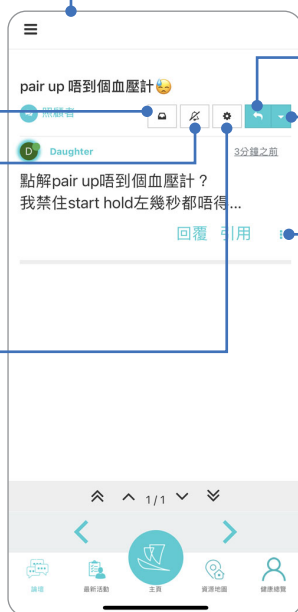 pair up 唔到個血壓計😓
照顧者
D Daughter 3分鐘之前
點解pair up唔到個血壓計？
我禁住start hold左幾秒都唔得...
回覆 引用
1/1
論壇 最新活動 主頁 資源地圖 健康總覽